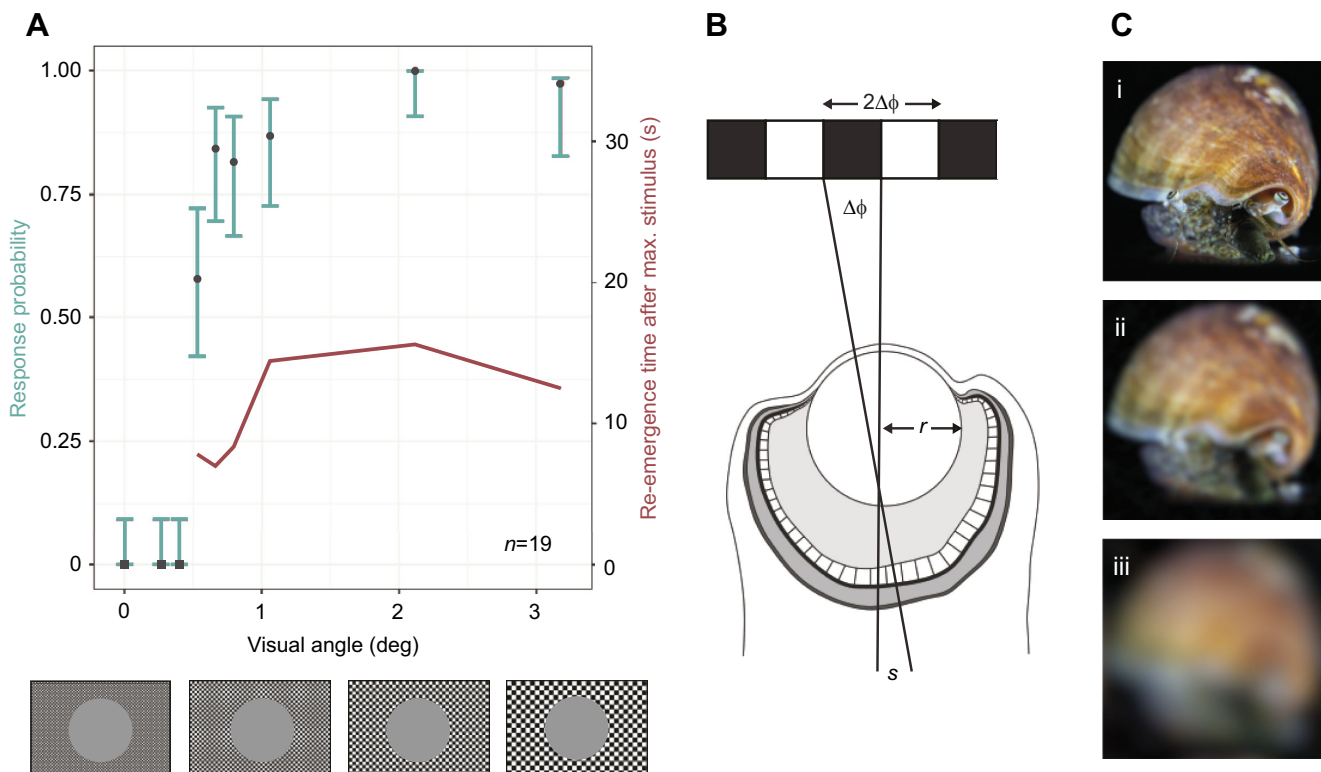 A
1.00
0.75
0.50
0.25
0
Response probability
30
20
10
0
Re-emergence time after max. stimulus (s)
n=19
0
1
2
3
Visual angle (deg)
B
2Δϕ
Δϕ
r
s
C
i
ii
iii